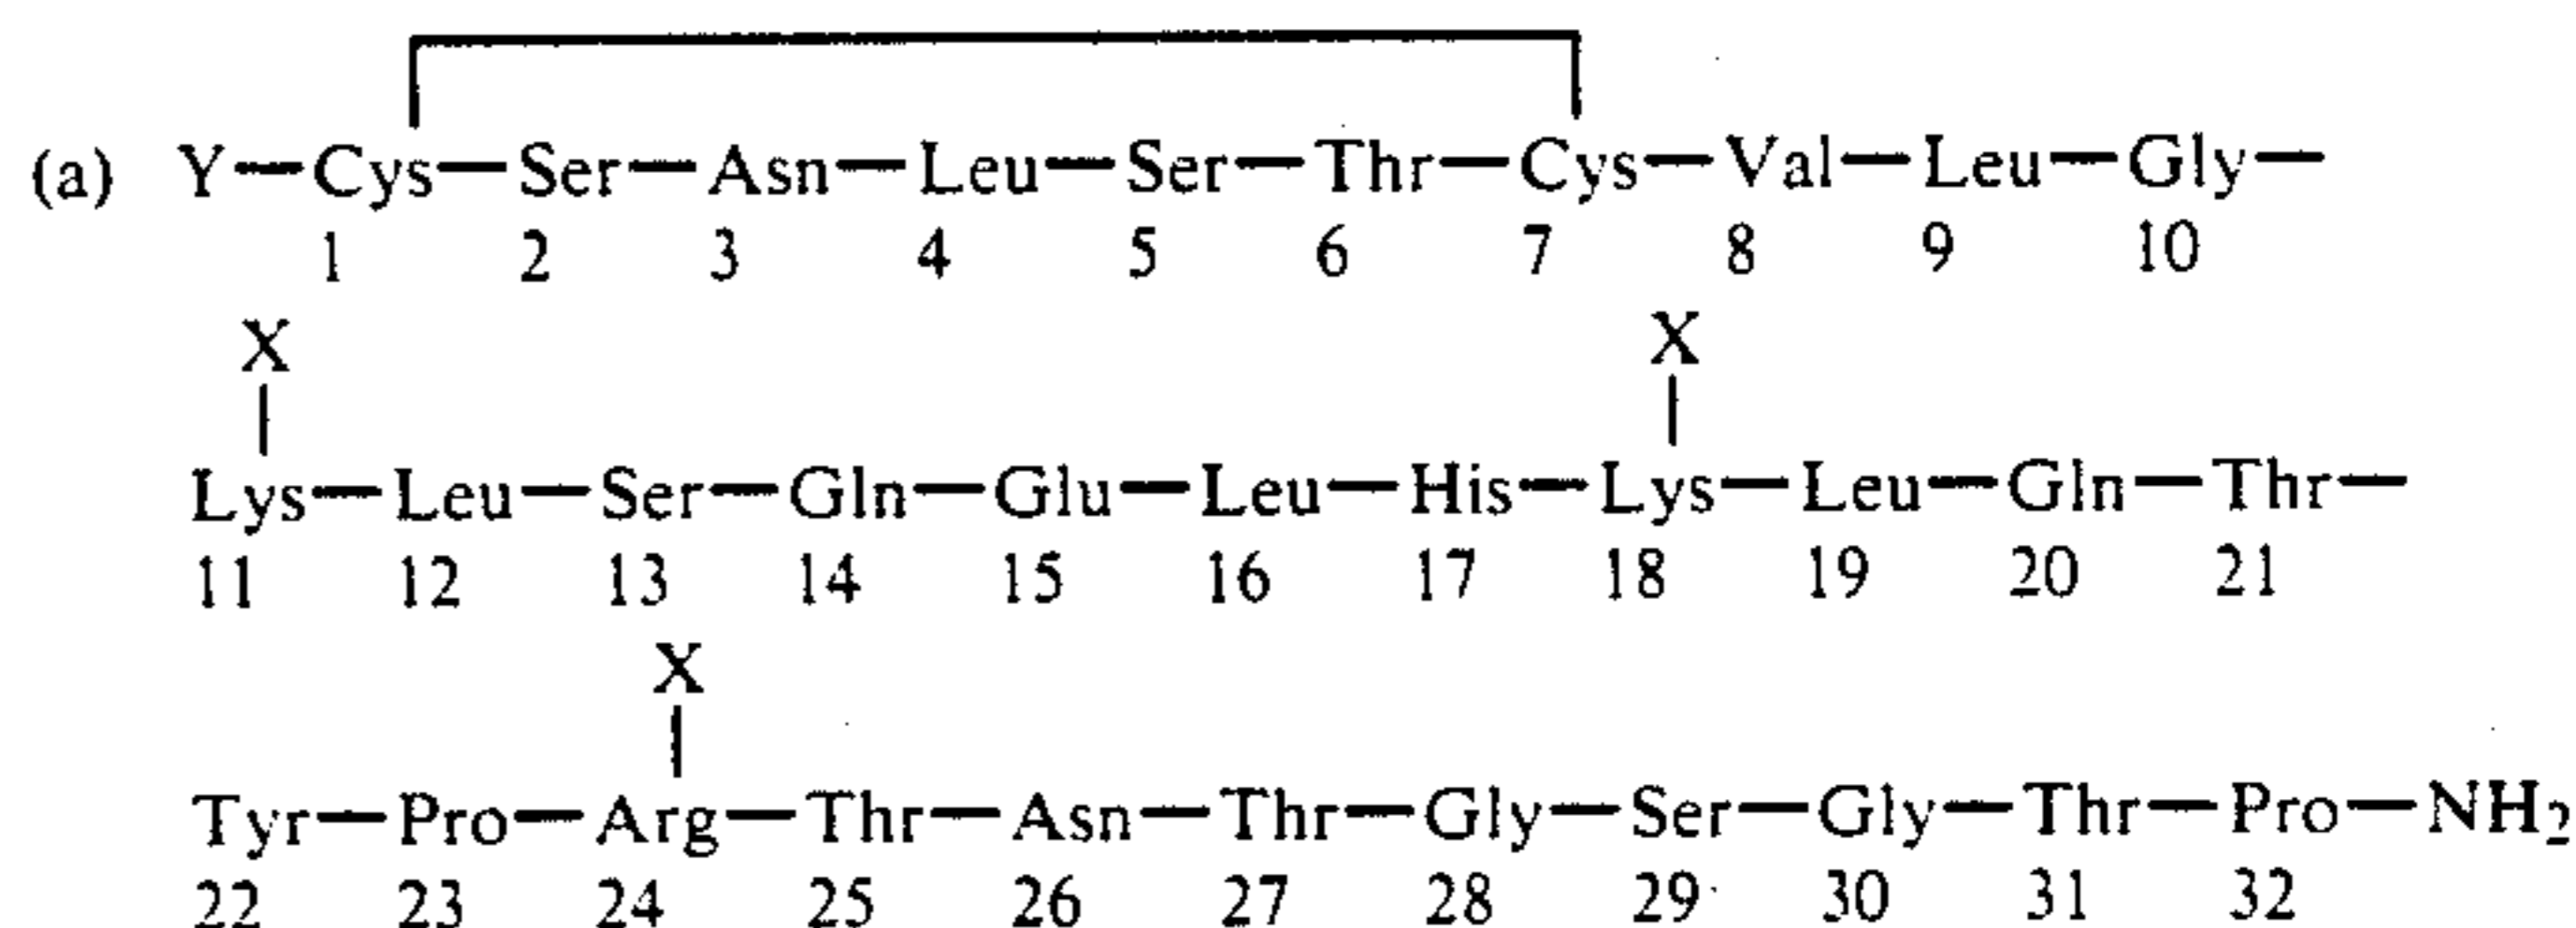 (a) Y—Cys—Ser—Asn—Leu—Ser—Thr—Cys—Val—Leu—Gly—
1 2 3 4 5 6 7 8 9 10
X X
Lys—Leu—Ser—Gln—Glu—Leu—His—Lys—Leu—Gln—Thr—
11 12 13 14 15 16 17 18 19 20 21
X
Tyr—Pro—Arg—Thr—Asn—Thr—Gly—Ser—Gly—Thr—Pro—NH₂
22 23 24 25 26 27 28 29 30 31 32